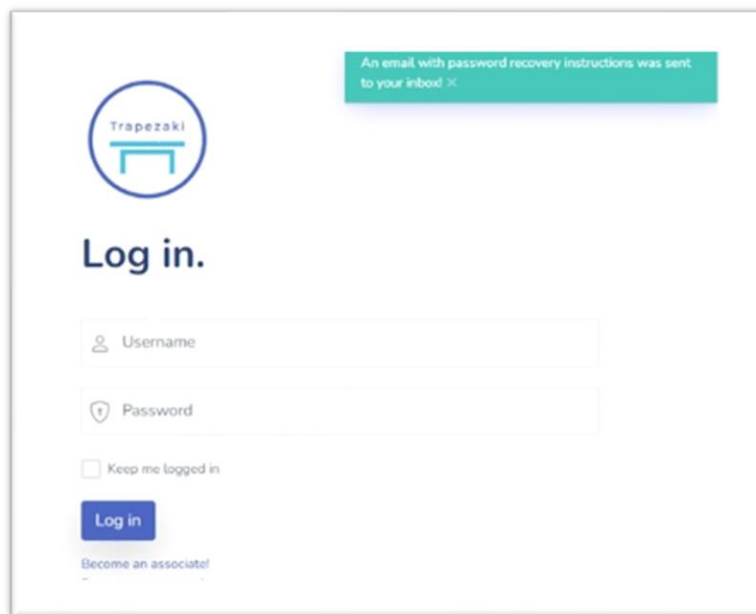 An email with password recovery instructions was sent
to your inbox! ×
Trapezaki
Log in.
Username
Password
Keep me logged in
Log in
Become an associate!